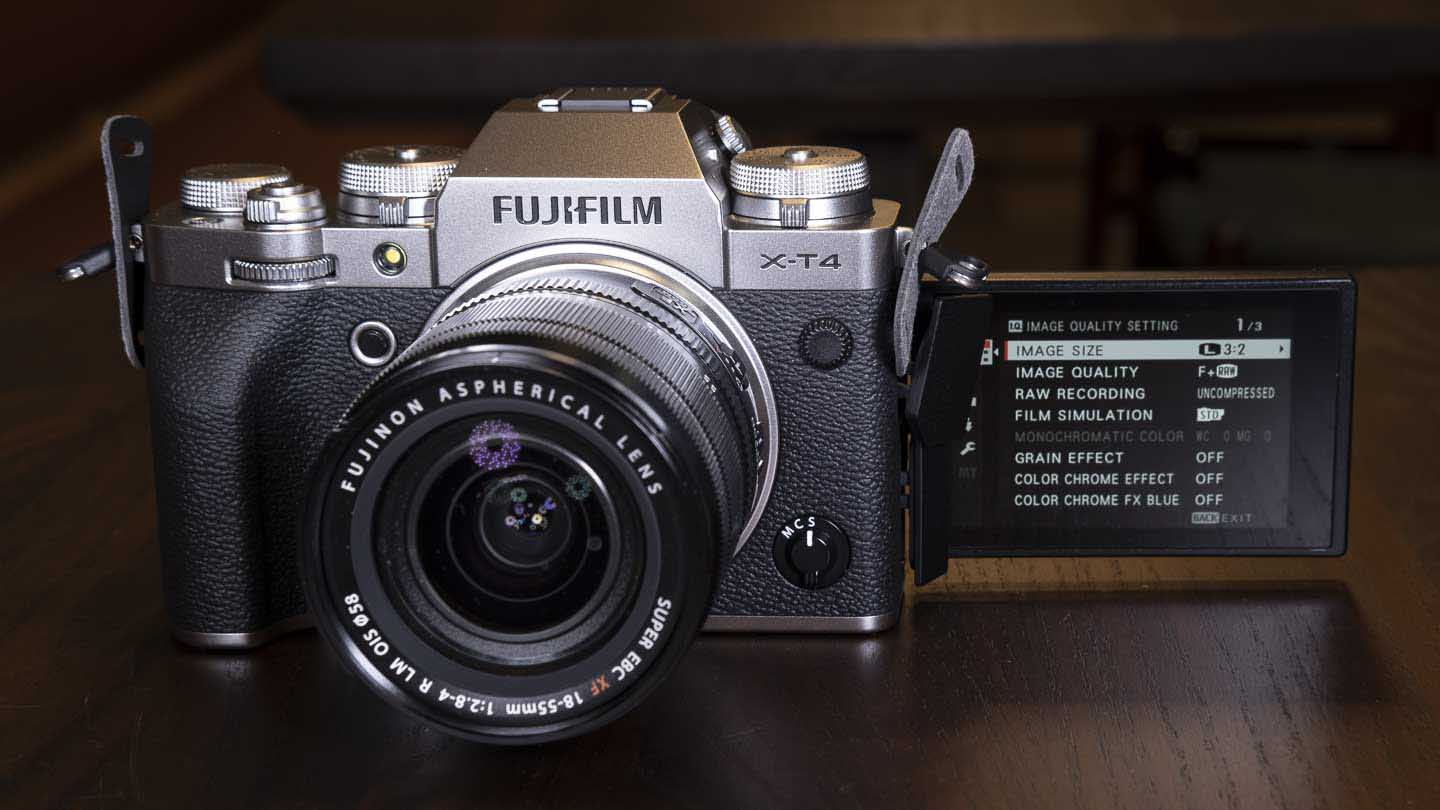 FUJIFILM
X-T4
FUJINON ASPHERICAL LENS
SUPER EBC XF 18-55mm 1:2.8-4 R LM OIS Ø58
M C S
I.Q. IMAGE QUALITY SETTING 1/3
IMAGE SIZE L 3:2
IMAGE QUALITY F+RAW
RAW RECORDING UNCOMPRESSED
FILM SIMULATION STD
MONOCHROMATIC COLOR WC 0 MG 0
GRAIN EFFECT OFF
COLOR CHROME EFFECT OFF
COLOR CHROME FX BLUE OFF
BACK EXIT
MY